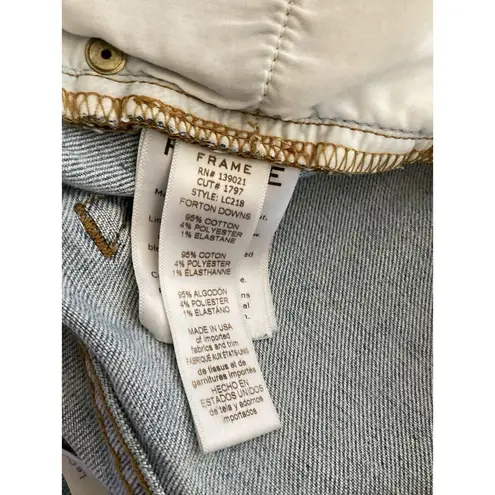 FRAME
RN# 139021
CUT# 1797
STYLE: LC218
FORTON DOWNS
95% COTTON
4% POLYESTER
1% ELASTANE
95% COTON
4% POLYESTER
1% ÉLASTHANNE
95% ALGODÓN
4% POLIESTER
1% ELASTANO
MADE IN USA
of imported
fabrics and trim
FABRIQUÉ AUX ÉTATS-UNIS
de tissus et de
garnitures importés
HECHO EN
ESTADOS UNIDOS
de tela y adornos
importados